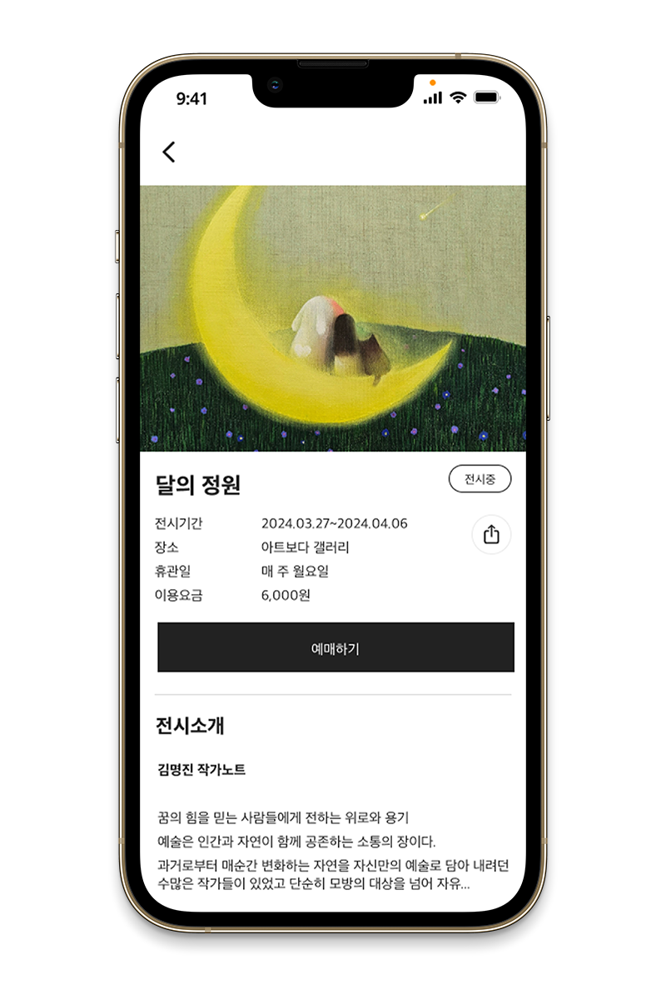 9:41
달의 정원
전시중
전시기간 2024.03.27~2024.04.06
장소 아트보다 갤러리
휴관일 매 주 월요일
이용요금 6,000원
예매하기
전시소개
김명진 작가노트
꿈의 힘을 믿는 사람들에게 전하는 위로와 용기
예술은 인간과 자연이 함께 공존하는 소통의 장이다.
과거로부터 매순간 변화하는 자연을 자신만의 예술로 담아 내려던
수많은 작가들이 있었고 단순히 모방의 대상을 넘어 자유...